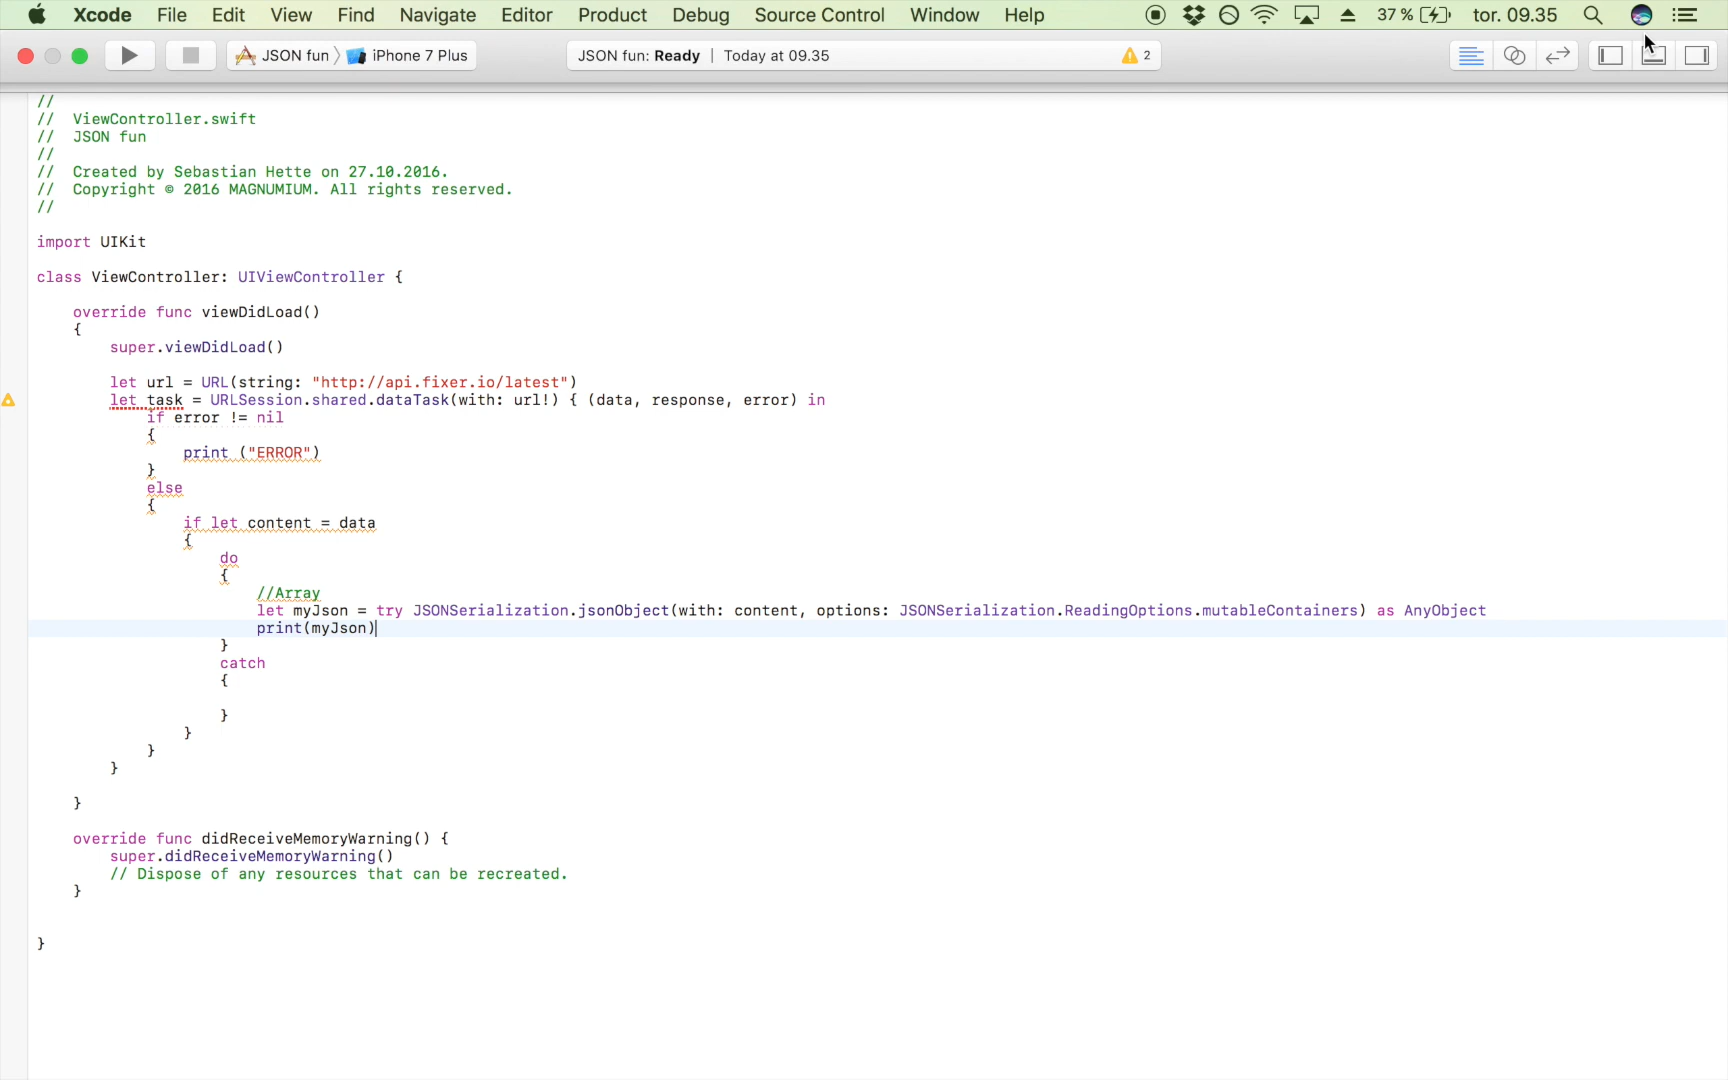 Xcode File Edit View Find Navigate Editor Product Debug Source Control Window Help 37 % tor. 09.35
JSON fun iPhone 7 Plus JSON fun: Ready | Today at 09.35 2
//
//  ViewController.swift
//  JSON fun
//
//  Created by Sebastian Hette on 27.10.2016.
//  Copyright © 2016 MAGNUMIUM. All rights reserved.
//
import UIKit
class ViewController: UIViewController {
    override func viewDidLoad()
    {
        super.viewDidLoad()
        let url = URL(string: "http://api.fixer.io/latest")
        let task = URLSession.shared.dataTask(with: url!) { (data, response, error) in
            if error != nil
            {
                print ("ERROR")
            }
            else
            {
                if let content = data
                {
                    do
                    {
                        //Array
                        let myJson = try JSONSerialization.jsonObject(with: content, options: JSONSerialization.ReadingOptions.mutableContainers) as AnyObject
                        print(myJson)
                    }
                    catch
                    {
                    }
                }
            }
        }
    }
    override func didReceiveMemoryWarning() {
        super.didReceiveMemoryWarning()
        // Dispose of any resources that can be recreated.
    }
}